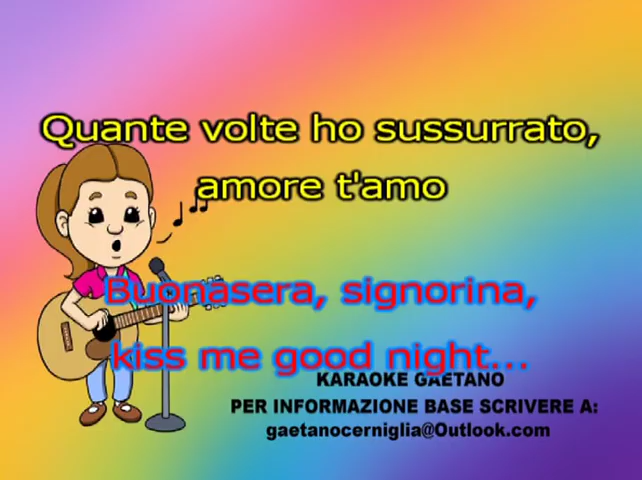 Quante volte ho sussurrato,
amore t'amo
Buonasera, signorina,
kiss me good night...
KARAOKE GAETANO
PER INFORMAZIONE BASE SCRIVERE A:
gaetanocerniglia@Outlook.com